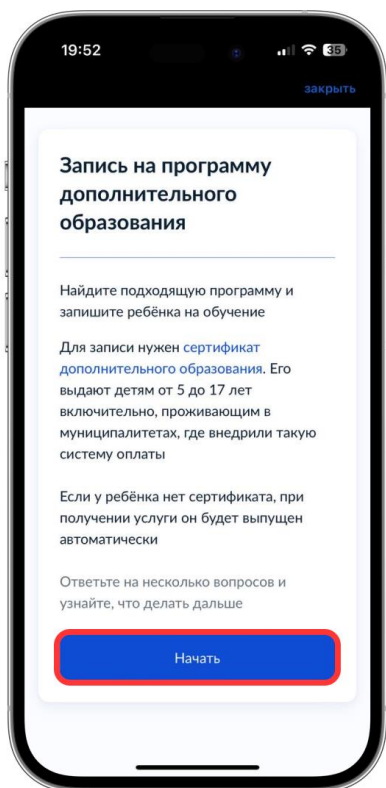 19:52
35
закрыть
Запись на программу
дополнительного
образования
Найдите подходящую программу и
запишите ребёнка на обучение
Для записи нужен сертификат
дополнительного образования. Его
выдают детям от 5 до 17 лет
включительно, проживающим в
муниципалитетах, где внедрили такую
систему оплаты
Если у ребёнка нет сертификата, при
получении услуги он будет выпущен
автоматически
Ответьте на несколько вопросов и
узнайте, что делать дальше
Начать